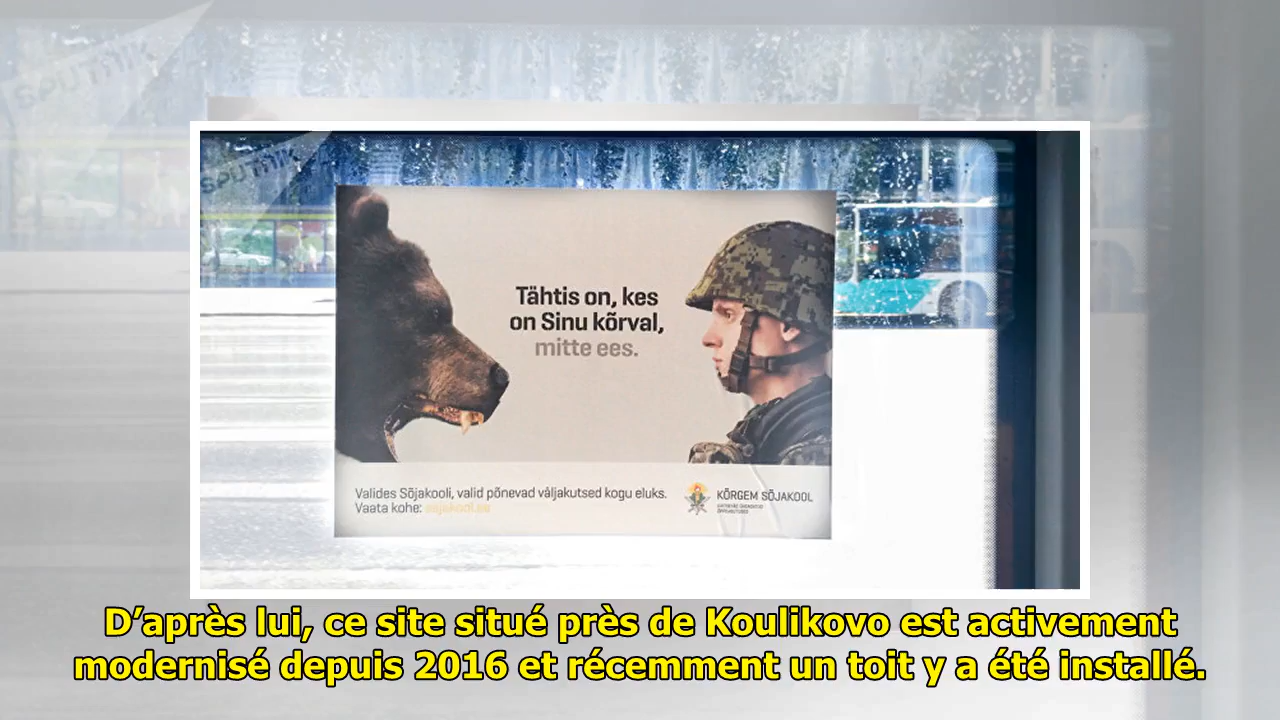 Tähtis on, kes
on Sinu kõrval,
mitte ees.
Valides Sõjakooli, valid põnevad väljakutsed kogu eluks.
Vaata kohe: sojakool.ee
KÕRGEM SÕJAKOOL
D’après lui, ce site situé près de Koulikovo est activement
modernisé depuis 2016 et récemment un toit y a été installé.